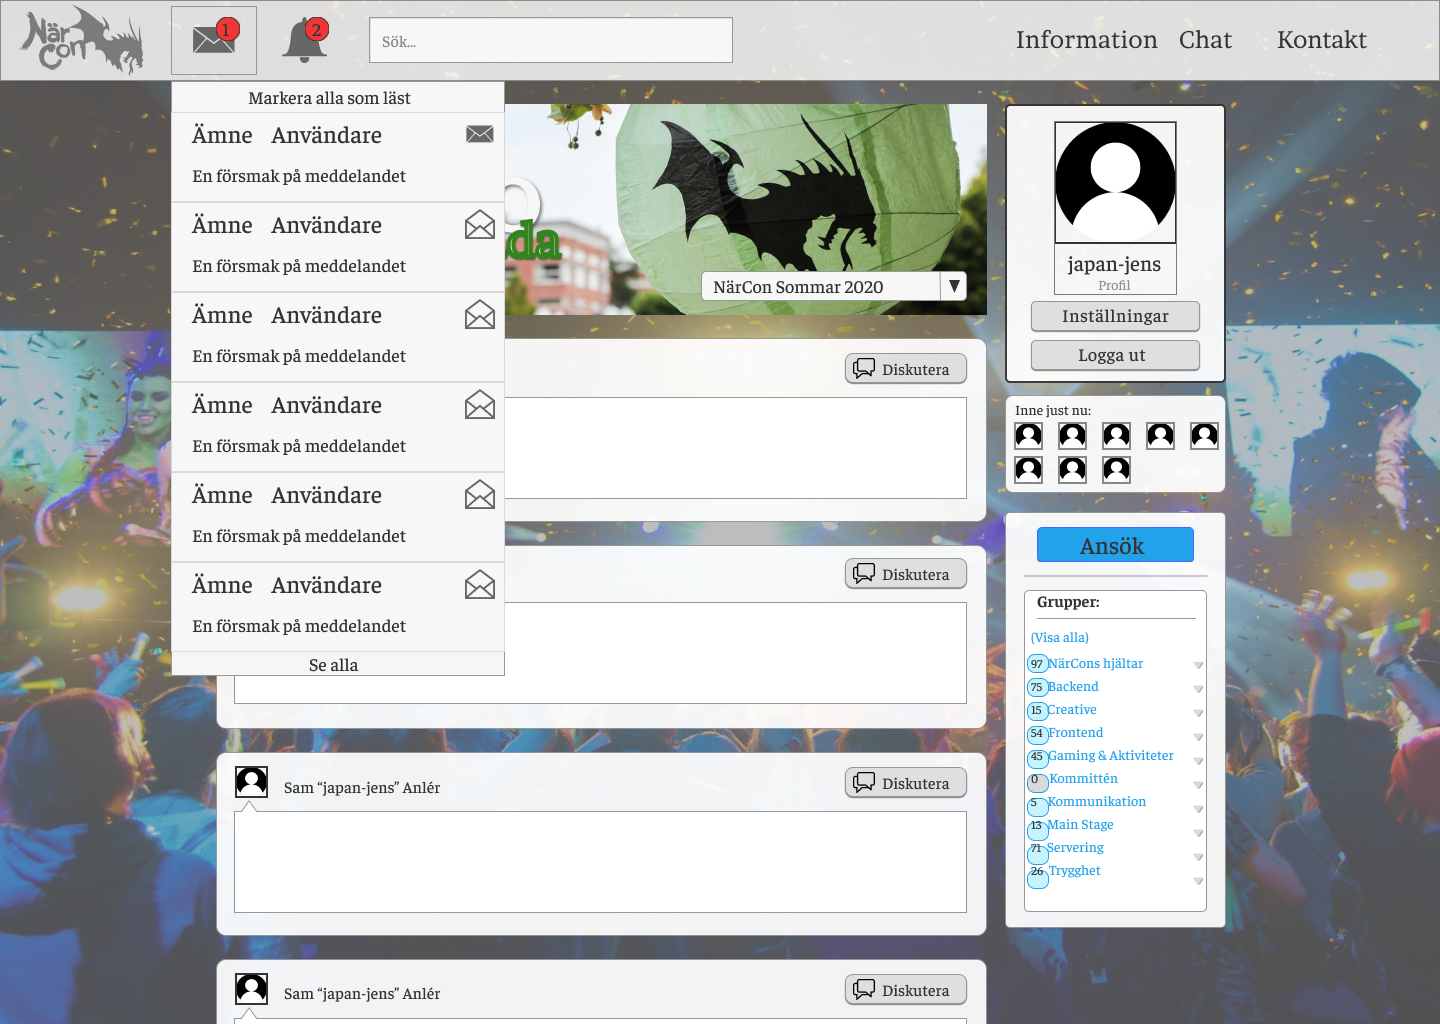 När
Con
1
2
Sök...
Information
Chat
Kontakt
Markera alla som läst
Ämne Användare
En försmak på meddelandet
Ämne Användare
En försmak på meddelandet
Ämne Användare
En försmak på meddelandet
Ämne Användare
En försmak på meddelandet
Ämne Användare
En försmak på meddelandet
Ämne Användare
En försmak på meddelandet
Se alla
da
NärCon Sommar 2020
Diskutera
Diskutera
Sam “japan-jens” Anlér
Diskutera
Sam “japan-jens” Anlér
Diskutera
japan-jens
Profil
Inställningar
Logga ut
Inne just nu:
Ansök
Grupper:
(Visa alla)
97 NärCons hjältar
75 Backend
15 Creative
54 Frontend
45 Gaming & Aktiviteter
0 Kommittén
5 Kommunikation
13 Main Stage
71 Servering
26 Trygghet